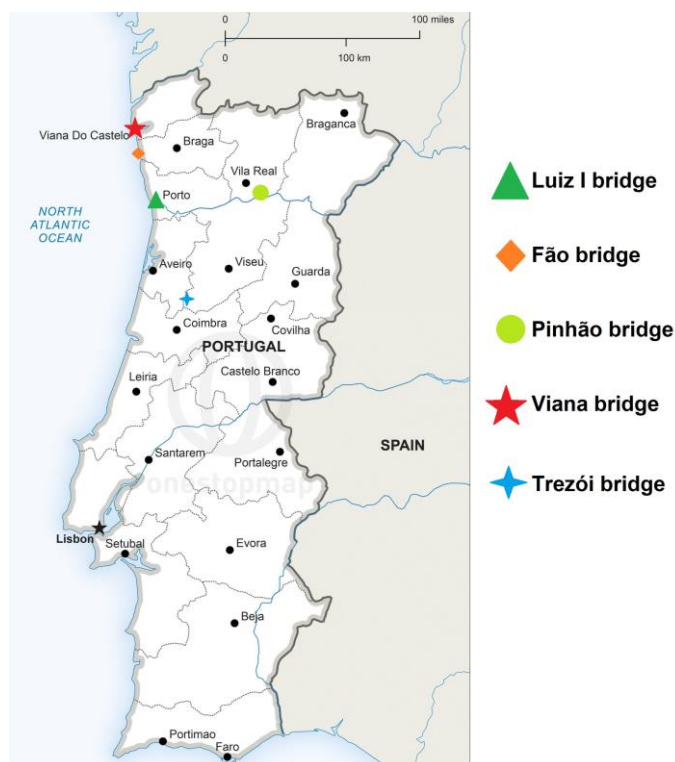 0
100 miles
0
100 km
Viana Do Castelo
Braga
Braganca
Vila Real
Porto
NORTH
ATLANTIC
OCEAN
Aveiro
Viseu
Guarda
Coimbra
Covilha
PORTUGAL
Leiria
Castelo Branco
SPAIN
Santarem
Portalegre
onestopmap
Lisbon
Setubal
Evora
Beja
Portimao
Faro
Luiz I bridge
Fão bridge
Pinhão bridge
Viana bridge
Trezói bridge